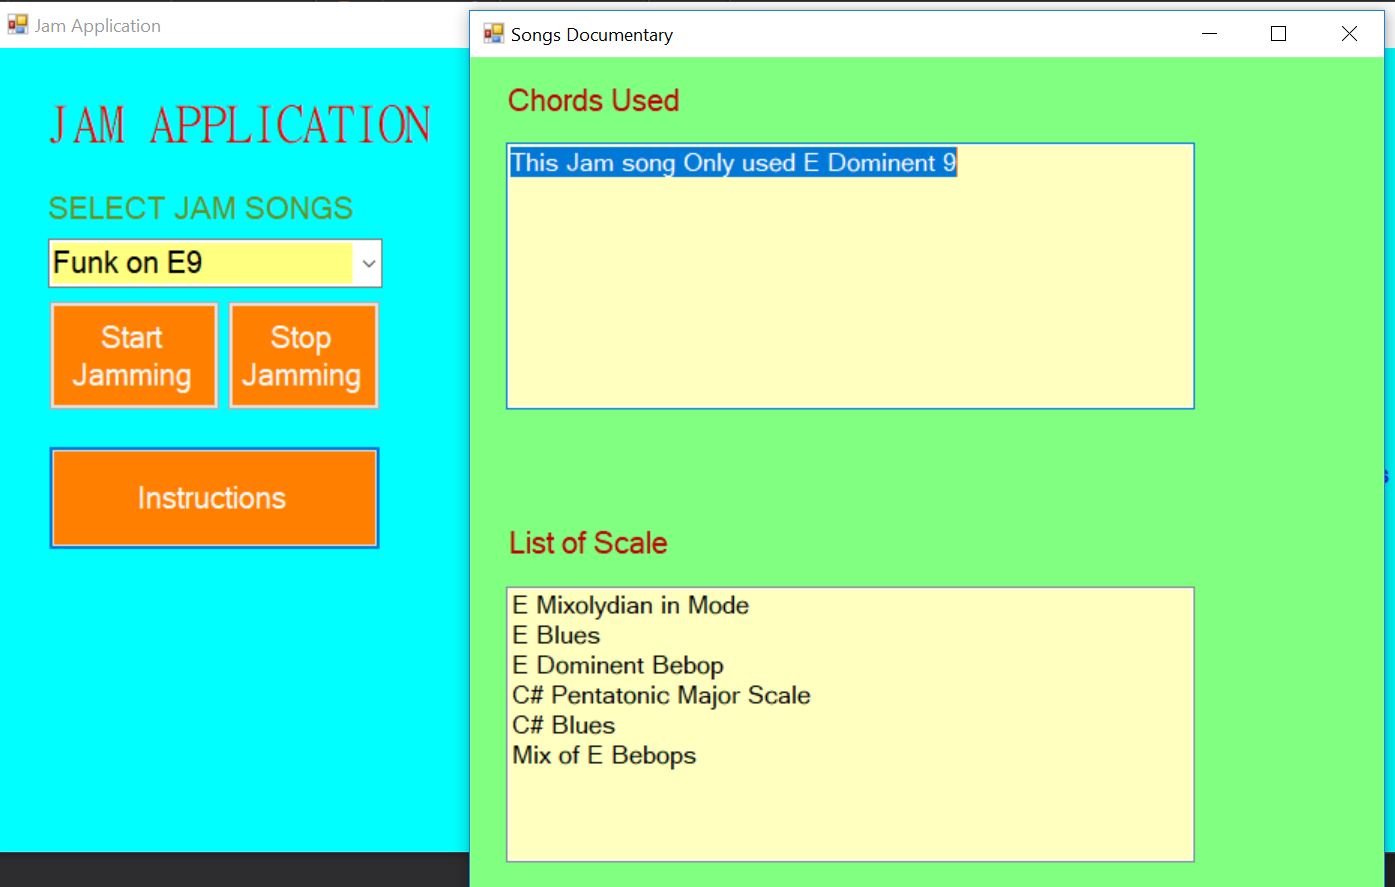 Jam Application
JAM APPLICATION
SELECT JAM SONGS
Funk on E9
Start
Jamming
Stop
Jamming
Instructions
Songs Documentary
Chords Used
This Jam song Only used E Dominent 9
List of Scale
E Mixolydian in Mode
E Blues
E Dominent Bebop
C# Pentatonic Major Scale
C# Blues
Mix of E Bebops